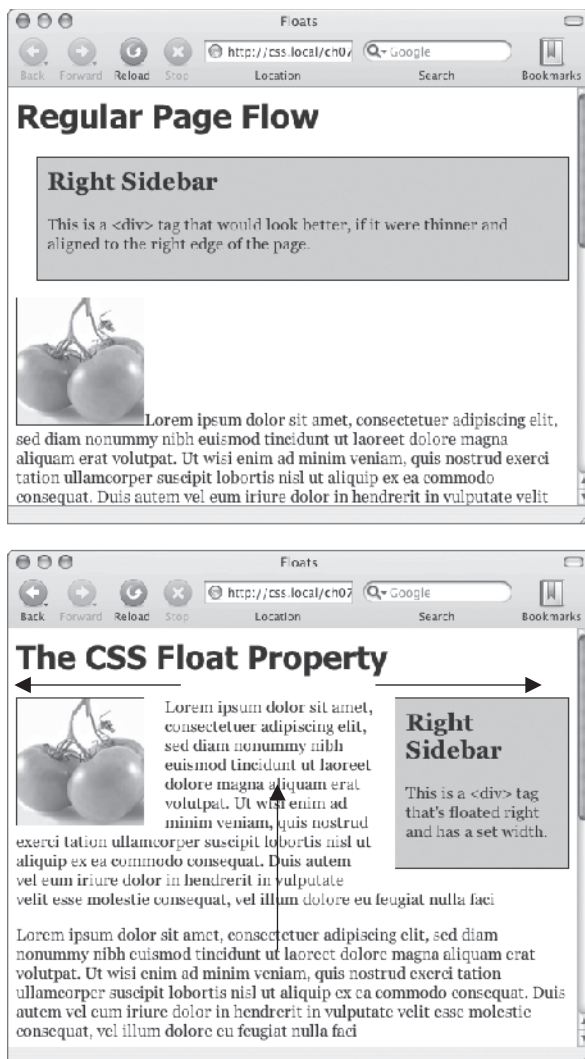 Floats
Back Forward Reload Stop
http://css.local/ch07
Google
Location Search Bookmarks
Regular Page Flow
Right Sidebar
This is a <div> tag that would look better, if it were thinner and
aligned to the right edge of the page.
Lorem ipsum dolor sit amet, consectetuer adipiscing elit,
sed diam nonummy nibh euismod tincidunt ut laoreet dolore magna
aliquam erat volutpat. Ut wisi enim ad minim veniam, quis nostrud exerci
tation ullamcorper suscipit lobortis nisl ut aliquip ex ea commodo
consequat. Duis autem vel eum iriure dolor in hendrerit in vulputate velit
Floats
Back Forward Reload Stop
http://css.local/ch07
Google
Location Search Bookmarks
The CSS Float Property
Lorem ipsum dolor sit amet,
consectetuer adipiscing elit,
sed diam nonummy nibh
euismod tincidunt ut laoreet
dolore magna aliquam erat
volutpat. Ut wisi enim ad
minim veniam, quis nostrud
exerci tation ullamcorper suscipit lobortis nisl ut
aliquip ex ea commodo consequat. Duis autem
vel eum iriure dolor in hendrerit in vulputate
velit esse molestie consequat, vel illum dolore eu feugiat nulla faci
Right
Sidebar
This is a <div> tag
that's floated right
and has a set width.
Lorem ipsum dolor sit amet, consectetuer adipiscing elit, sed diam
nonummy nibh euismod tincidunt ut laoreet dolore magna aliquam erat
volutpat. Ut wisi enim ad minim veniam, quis nostrud exerci tation
ullamcorper suscipit lobortis nisl ut aliquip ex ea commodo consequat. Duis
autem vel eum iriure dolor in hendrerit in vulputate velit esse molestie
consequat, vel illum dolore eu feugiat nulla faci